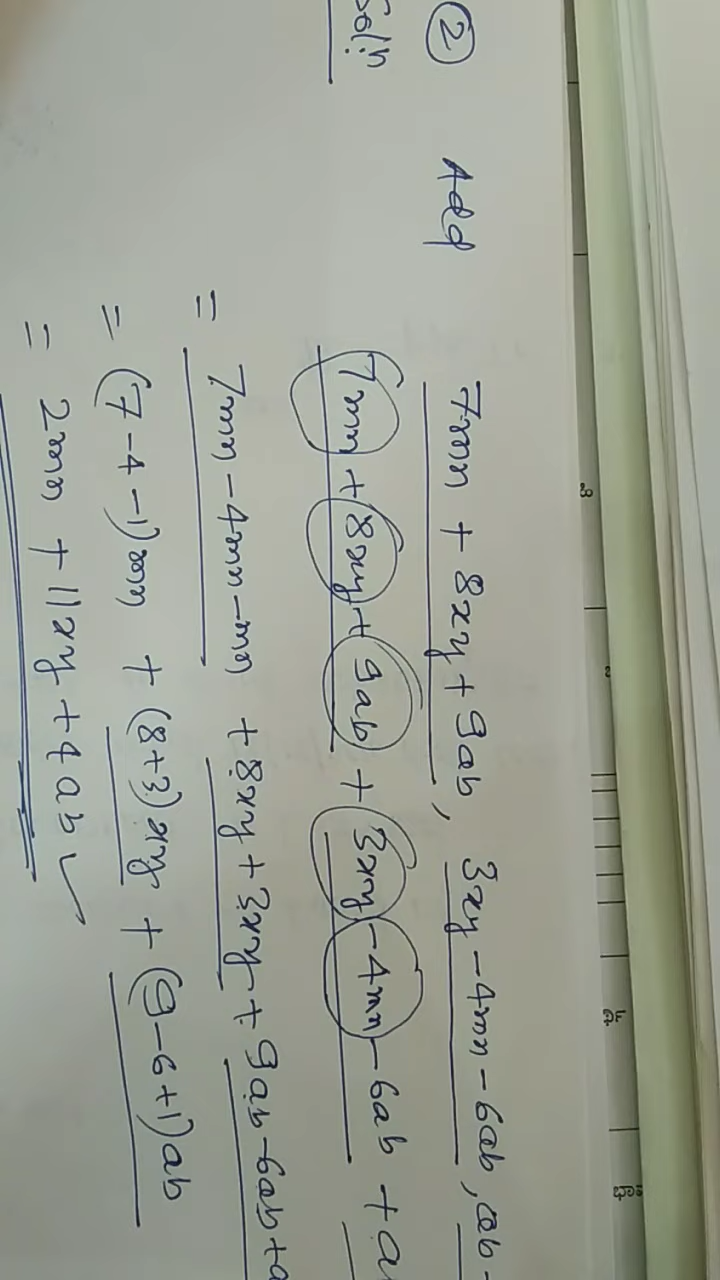 ② Add 7mn + 8xy + 9ab, 3xy - 4mn - 6ab, ab -
Sol!n 7mn + 8xy + 9ab + 3xy - 4mn - 6ab + a
= 7mn - 4mn - mn + 8xy + 3xy + 9ab - 6ab + a
= (7 - 4 - 1)mn + (8+3)xy + (9 - 6 + 1)ab
= 2mn + 11xy + 4ab ✓